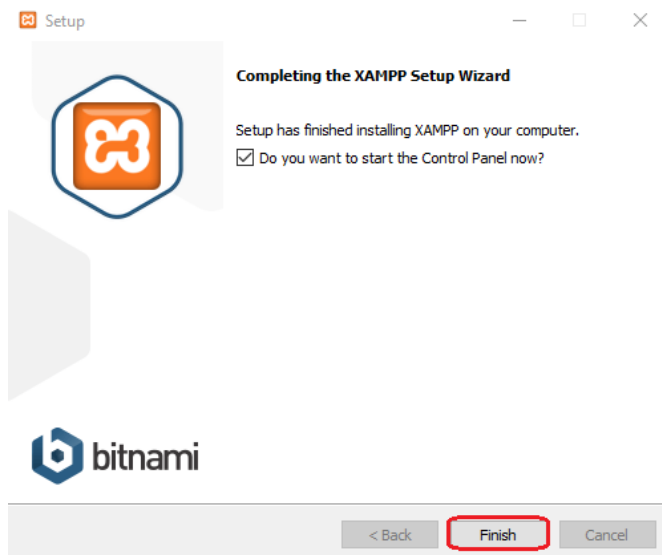 Setup
Completing the XAMPP Setup Wizard
Setup has finished installing XAMPP on your computer.
Do you want to start the Control Panel now?
bitnami
< Back
Finish
Cancel